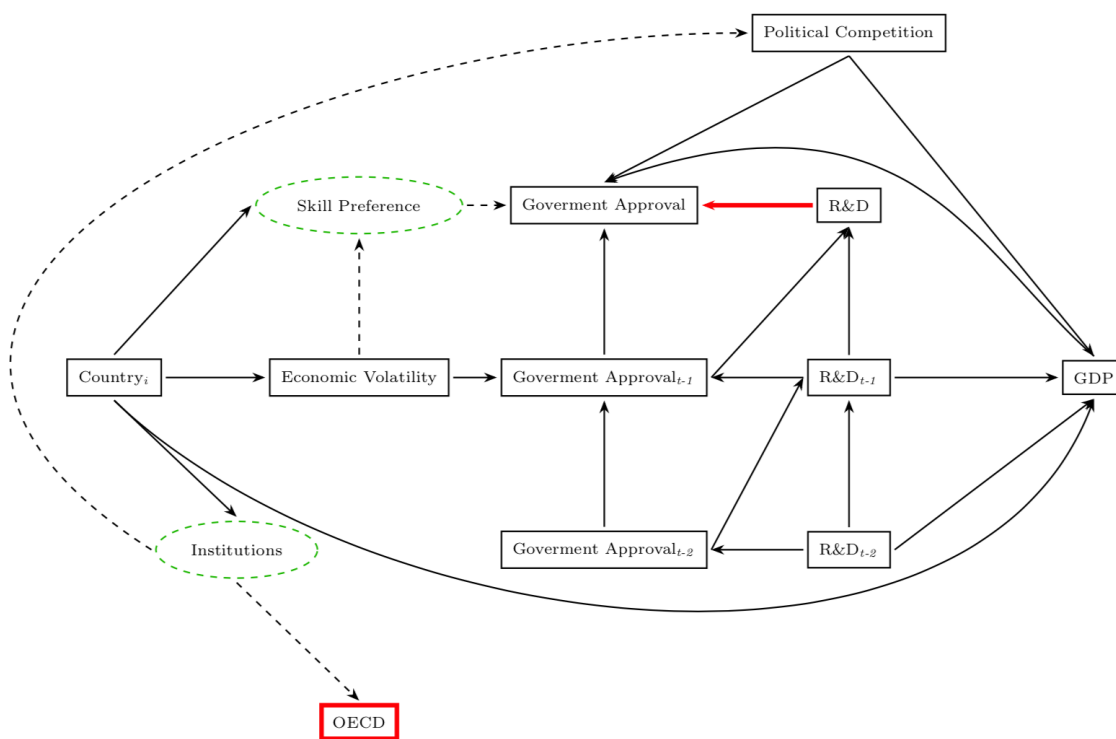 Political Competition
Skill Preference
Goverment Approval
R&D
Country_i
Economic Volatility
Goverment Approval_t-1
R&D_t-1
GDP
Institutions
Goverment Approval_t-2
R&D_t-2
OECD